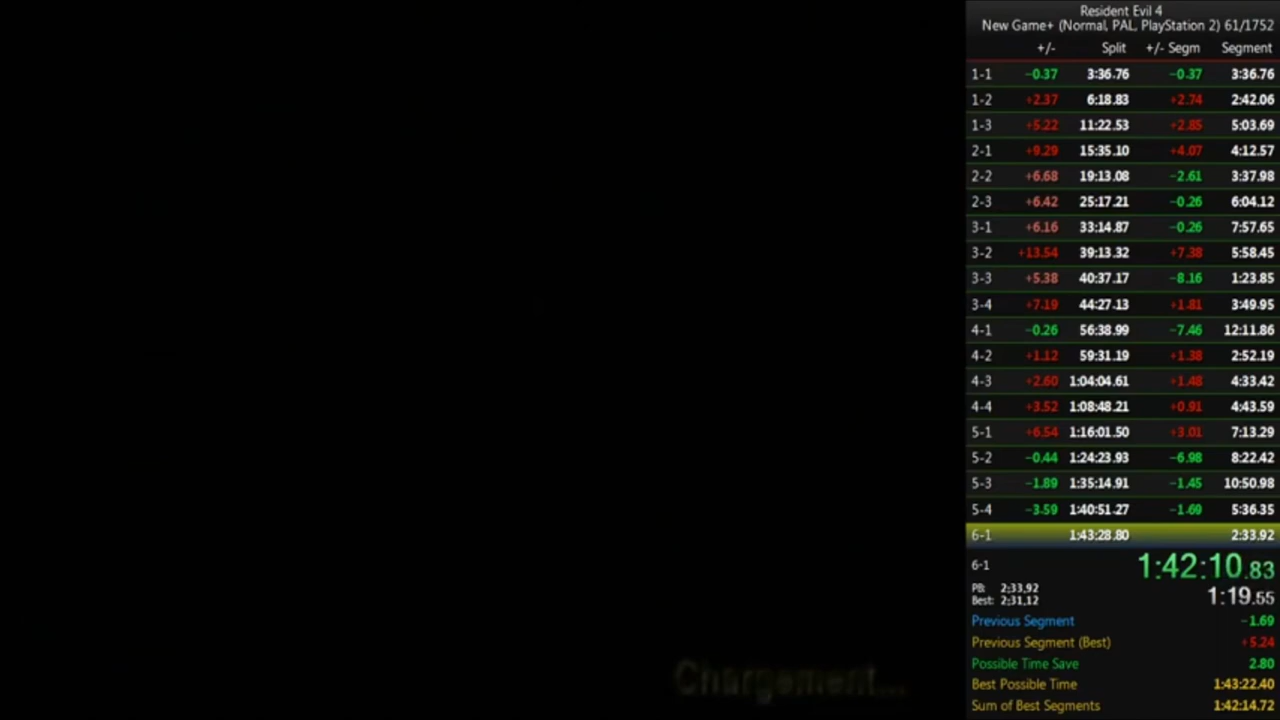 Resident Evil 4
New Game+ (Normal, PAL, PlayStation 2) 61/1752
+/- Split +/- Segm Segment
1-1 −0.37 3:36.76 −0.37 3:36.76
1-2 +2.37 6:18.83 +2.74 2:42.06
1-3 +5.22 11:22.53 +2.85 5:03.69
2-1 +9.29 15:35.10 +4.07 4:12.57
2-2 +6.68 19:13.08 −2.61 3:37.98
2-3 +6.42 25:17.21 −0.26 6:04.12
3-1 +6.16 33:14.87 −0.26 7:57.65
3-2 +13.54 39:13.32 +7.38 5:58.45
3-3 +5.38 40:37.17 −8.16 1:23.85
3-4 +7.19 44:27.13 +1.81 3:49.95
4-1 −0.26 56:38.99 −7.46 12:11.86
4-2 +1.12 59:31.19 +1.38 2:52.19
4-3 +2.60 1:04:04.61 +1.48 4:33.42
4-4 +3.52 1:08:48.21 +0.91 4:43.59
5-1 +6.54 1:16:01.50 +3.01 7:13.29
5-2 −0.44 1:24:23.93 −6.98 8:22.42
5-3 −1.89 1:35:14.91 −1.45 10:50.98
5-4 −3.59 1:40:51.27 −1.69 5:36.35
6-1 1:43:28.80 2:33.92
6-1 1:42:10.83
PB: 2:33.92
Best: 2:31.12 1:19.55
Previous Segment −1.69
Previous Segment (Best) +5.24
Possible Time Save 2.80
Best Possible Time 1:43:22.40
Sum of Best Segments 1:42:14.72
Chargement...